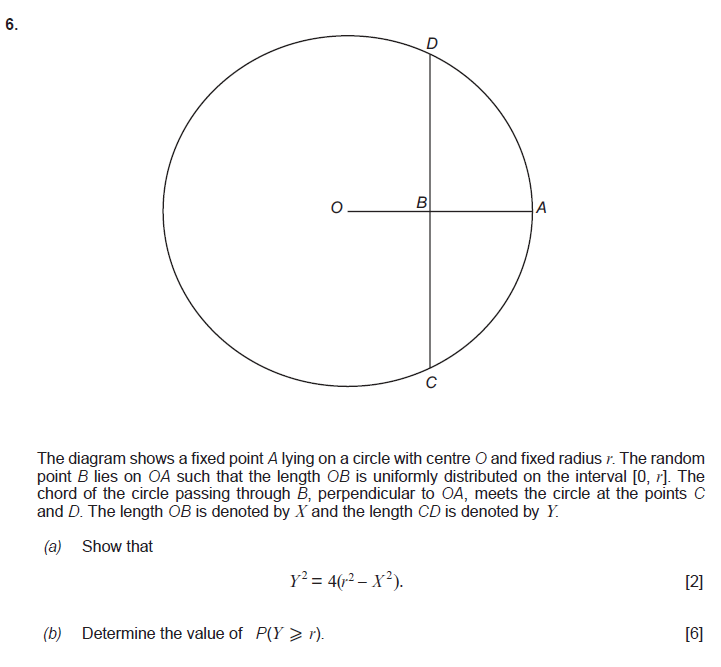 6.
D
O
B
A
C
The diagram shows a fixed point A lying on a circle with centre O and fixed radius r. The random
point B lies on OA such that the length OB is uniformly distributed on the interval [0, r]. The
chord of the circle passing through B, perpendicular to OA, meets the circle at the points C
and D. The length OB is denoted by X and the length CD is denoted by Y.
(a) Show that
Y² = 4(r² – X²). [2]
(b) Determine the value of P(Y ⩾ r). [6]